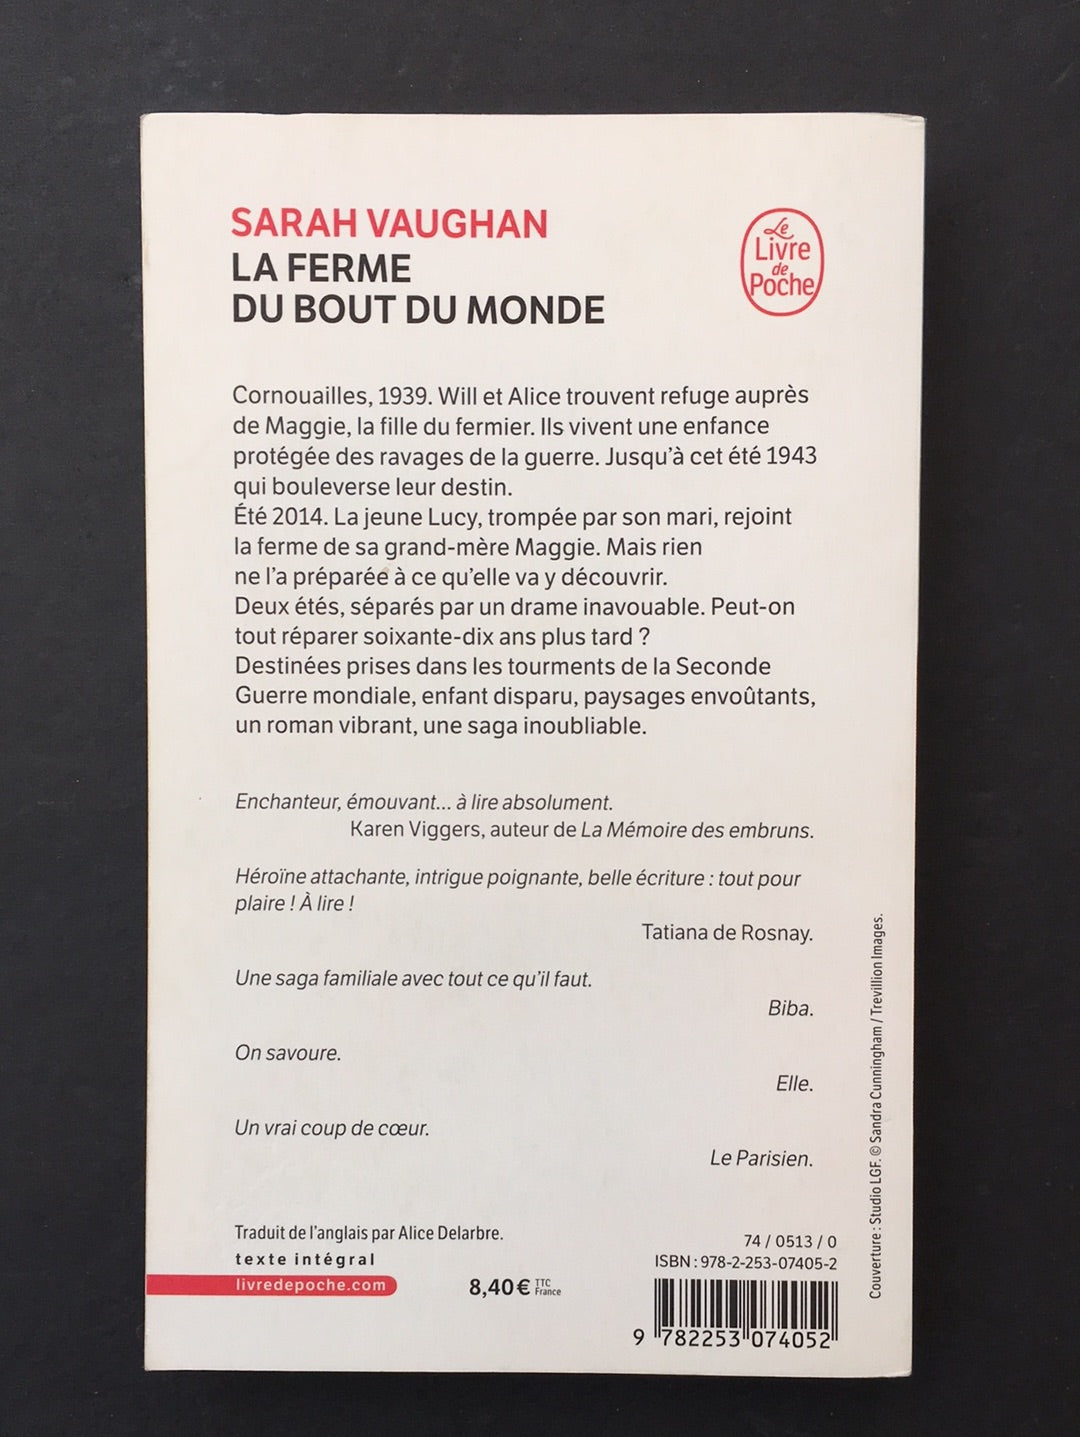 SARAH VAUGHAN
LA FERME
DU BOUT DU MONDE
Le
Livre
de
Poche
Cornouailles, 1939. Will et Alice trouvent refuge auprès
de Maggie, la fille du fermier. Ils vivent une enfance
protégée des ravages de la guerre. Jusqu'à cet été 1943
qui bouleverse leur destin.
Été 2014. La jeune Lucy, trompée par son mari, rejoint
la ferme de sa grand-mère Maggie. Mais rien
ne l'a préparée à ce qu'elle va y découvrir.
Deux étés, séparés par un drame inavouable. Peut-on
tout réparer soixante-dix ans plus tard ?
Destinées prises dans les tourments de la Seconde
Guerre mondiale, enfant disparu, paysages envoûtants,
un roman vibrant, une saga inoubliable.
Enchanteur, émouvant... à lire absolument.
Karen Viggers, auteur de La Mémoire des embruns.
Héroïne attachante, intrigue poignante, belle écriture : tout pour
plaire ! À lire !
Tatiana de Rosnay.
Une saga familiale avec tout ce qu'il faut.
Biba.
On savoure.
Elle.
Un vrai coup de cœur.
Le Parisien.
Traduit de l'anglais par Alice Delarbre.
texte intégral
livredepoche.com
8,40 € TTC
France
74 / 0513 / 0
ISBN : 978-2-253-07405-2
9 782253 074052
Couverture : Studio LGF. © Sandra Cunningham / Trevillion Images.